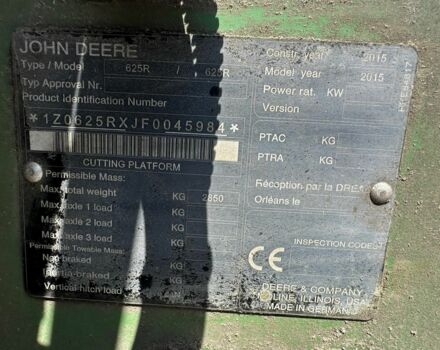 JOHN DEERE
Type / Model 625R / 625R
Typ Approval Nr.
Product Identification Number
*1Z0625RXJF0045984*
CUTTING PLATFORM
Permissible Mass:
Max. total weight KG 2850
Max. axle 1 load KG
Max. axle 2 load KG
Max. axle 3 load KG
Permissible Towable Mass:
Not braked KG
Inertia-braked KG
Vertical hitch load
Constr. year 2015
Model year 2015
Power rat. KW
Version
PTAC KG
PTRA KG
Réception par la DRE
Orléans le
INSPECTION CODE
CE
DEERE & COMPANY
MOLINE, ILLINOIS, USA
MADE IN GERMANY